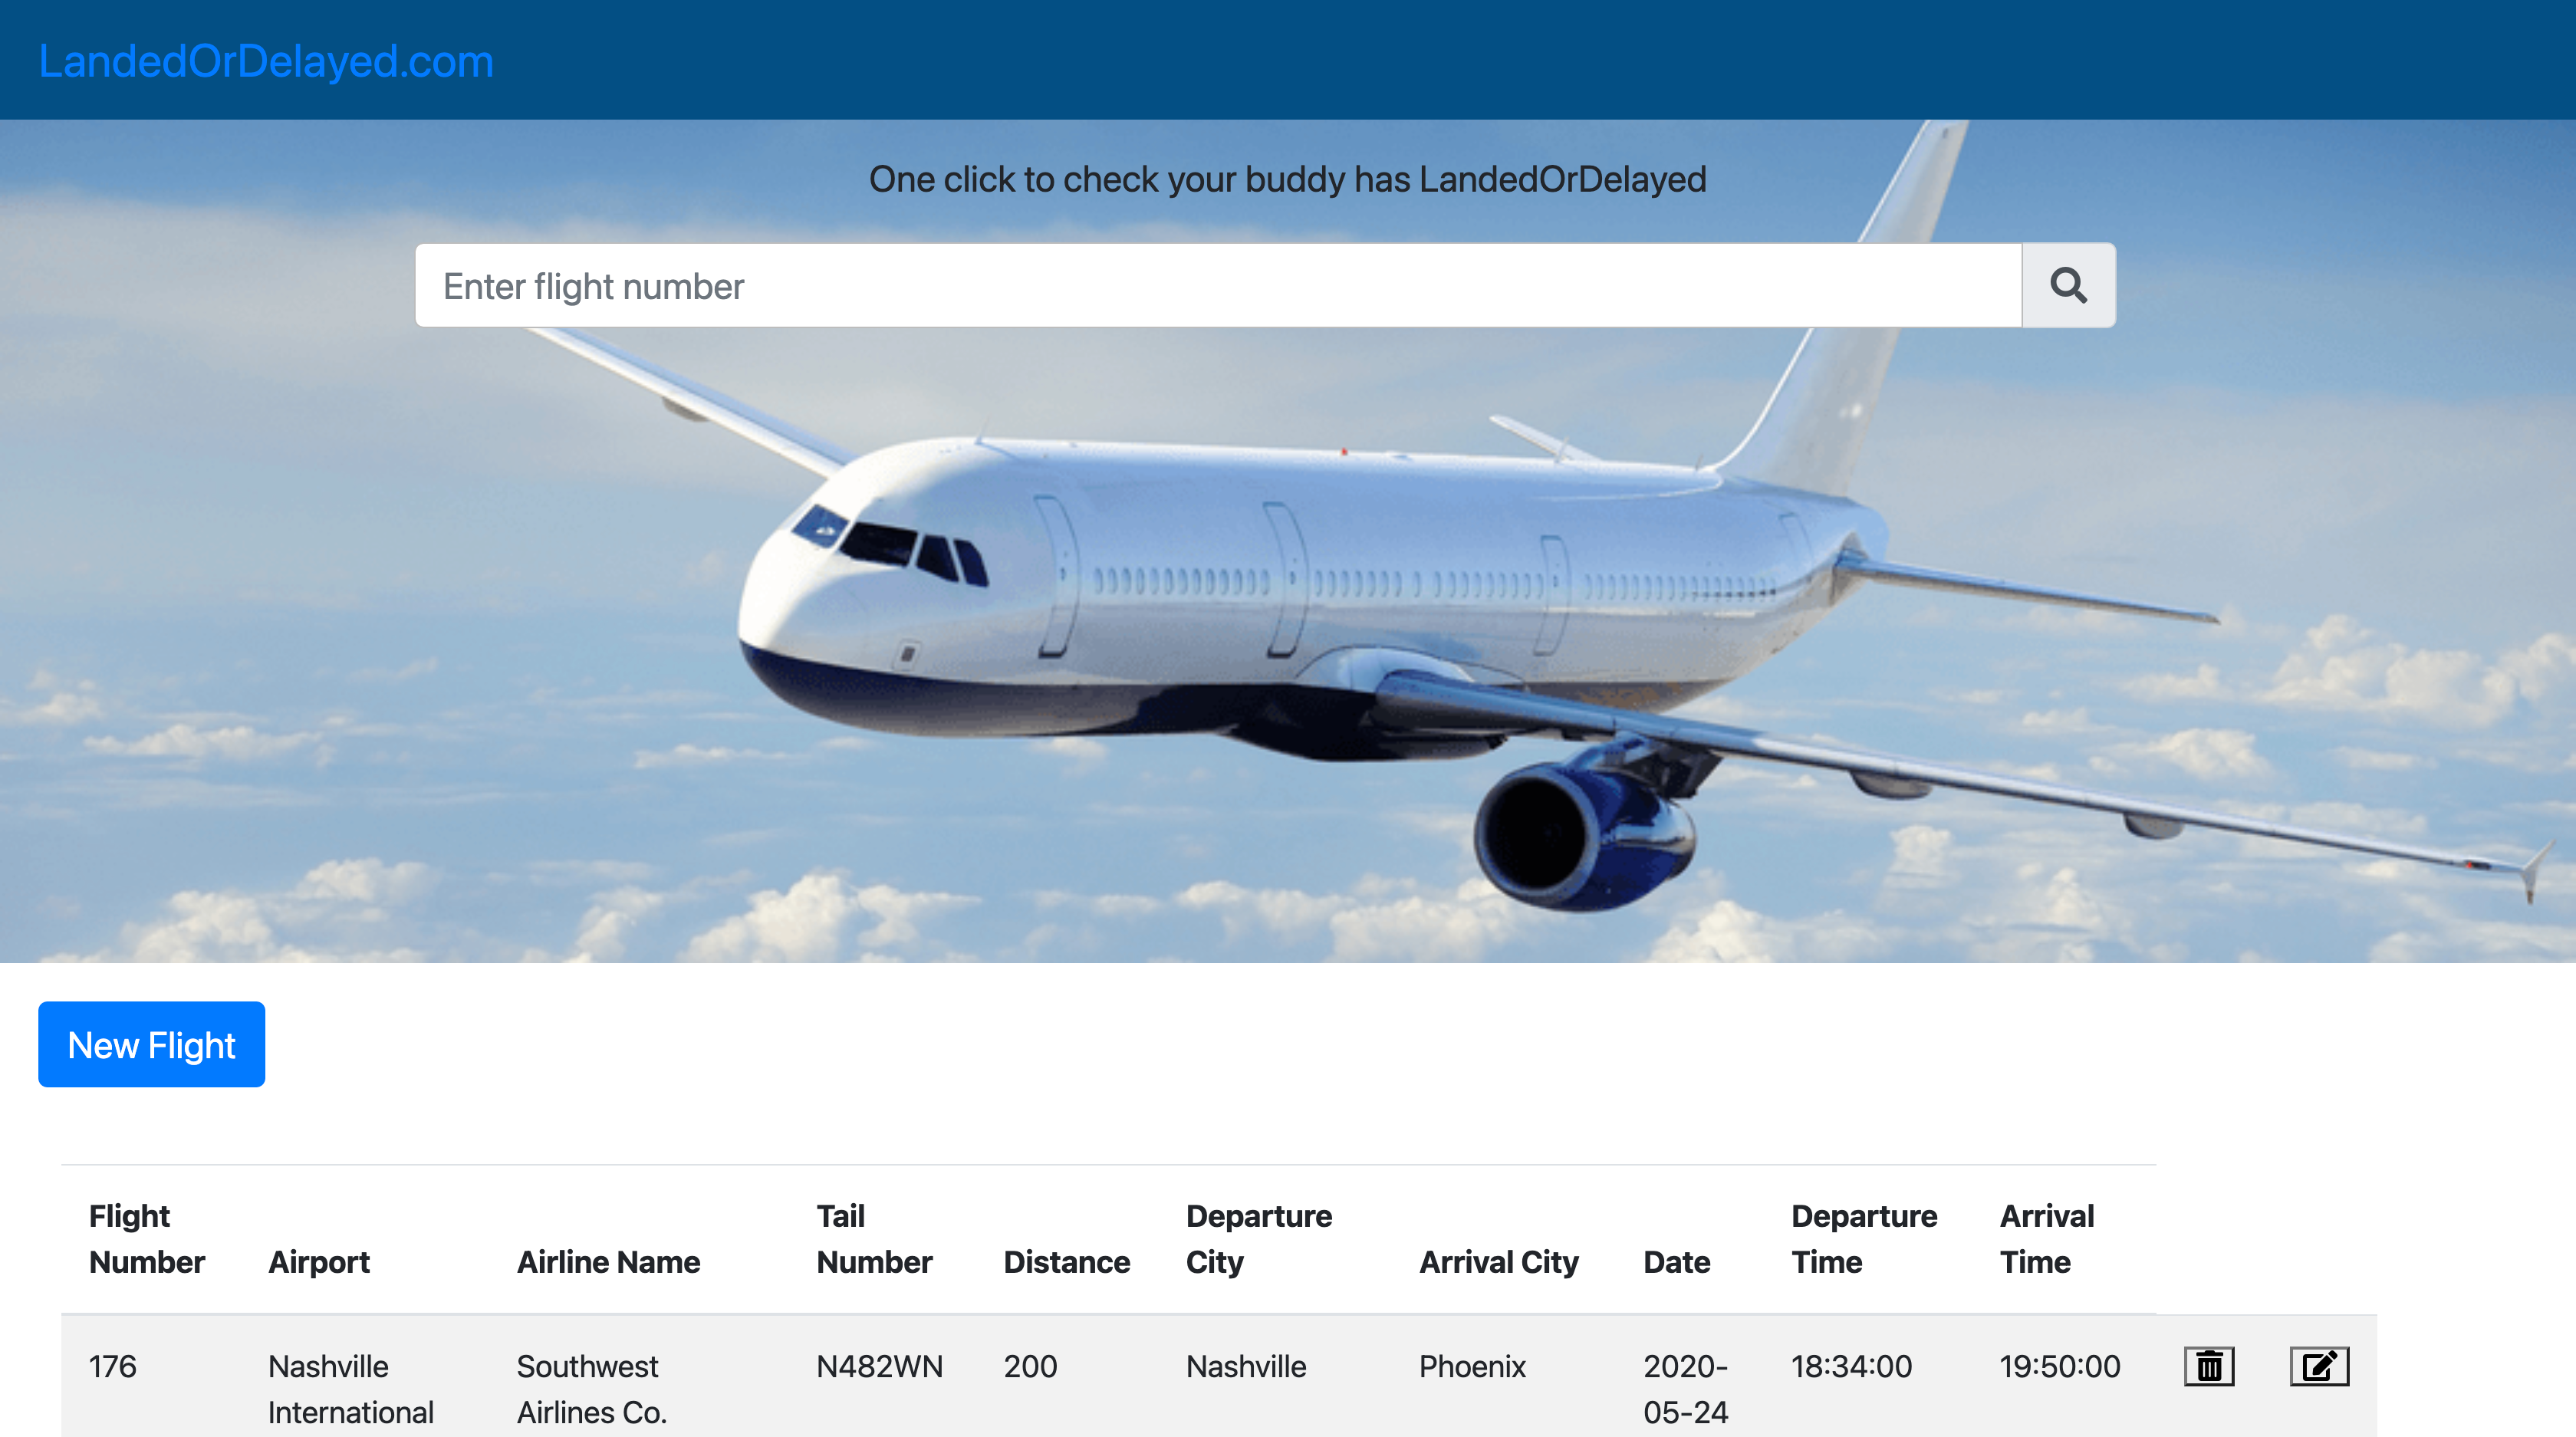 LandedOrDelayed.com
One click to check your buddy has LandedOrDelayed
Enter flight number
New Flight
Flight Number Airport Airline Name Tail Number Distance Departure City Arrival City Date Departure Time Arrival Time
176 Nashville International Southwest Airlines Co. N482WN 200 Nashville Phoenix 2020-05-24 18:34:00 19:50:00